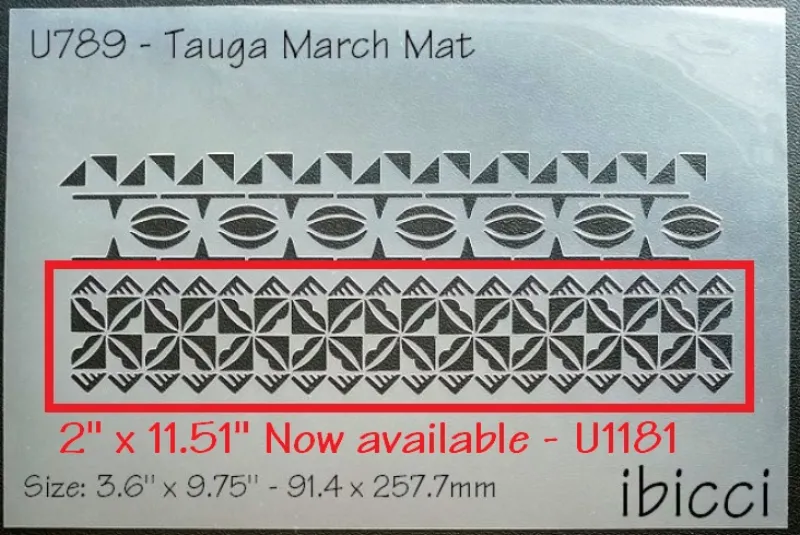 U789 - Tauga March Mat
2" x 11.51" Now available - U1181
Size: 3.6" x 9.75" - 91.4 x 257.7mm
ibicci